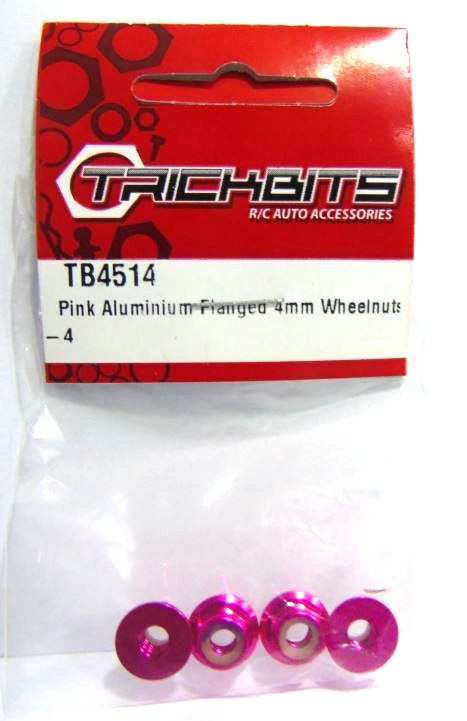 TRICKBITS
R/C AUTO ACCESSORIES
TB4514
Pink Aluminium Flanged 4mm Wheelnuts
-4